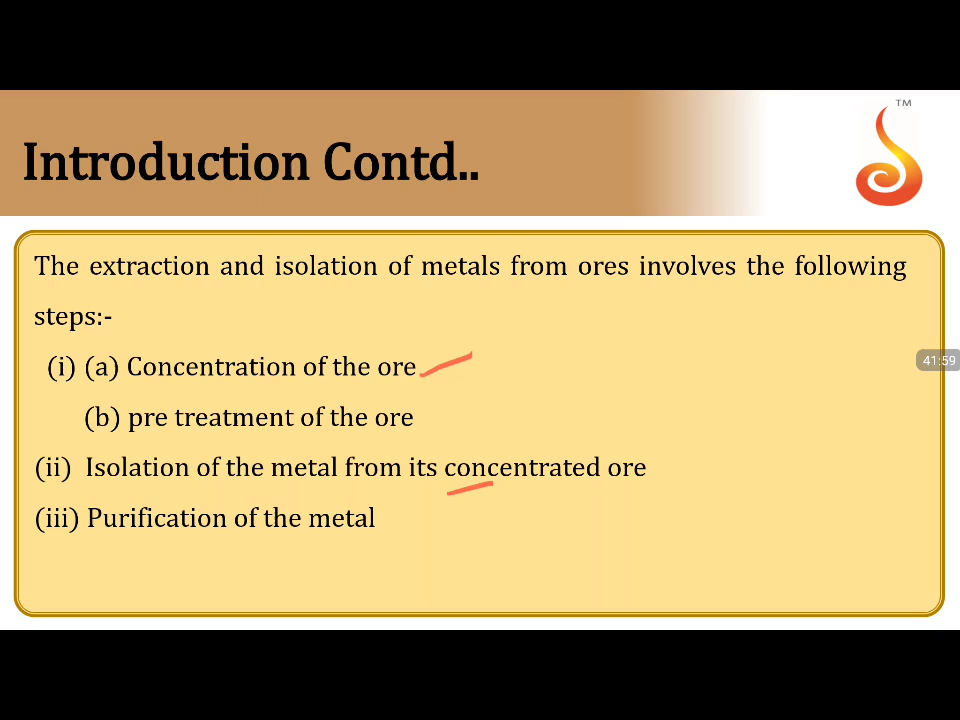 TM
Introduction Contd..
The extraction and isolation of metals from ores involves the following
steps:-
(i) (a) Concentration of the ore
41:59
(b) pre treatment of the ore
(ii) Isolation of the metal from its concentrated ore
(iii) Purification of the metal